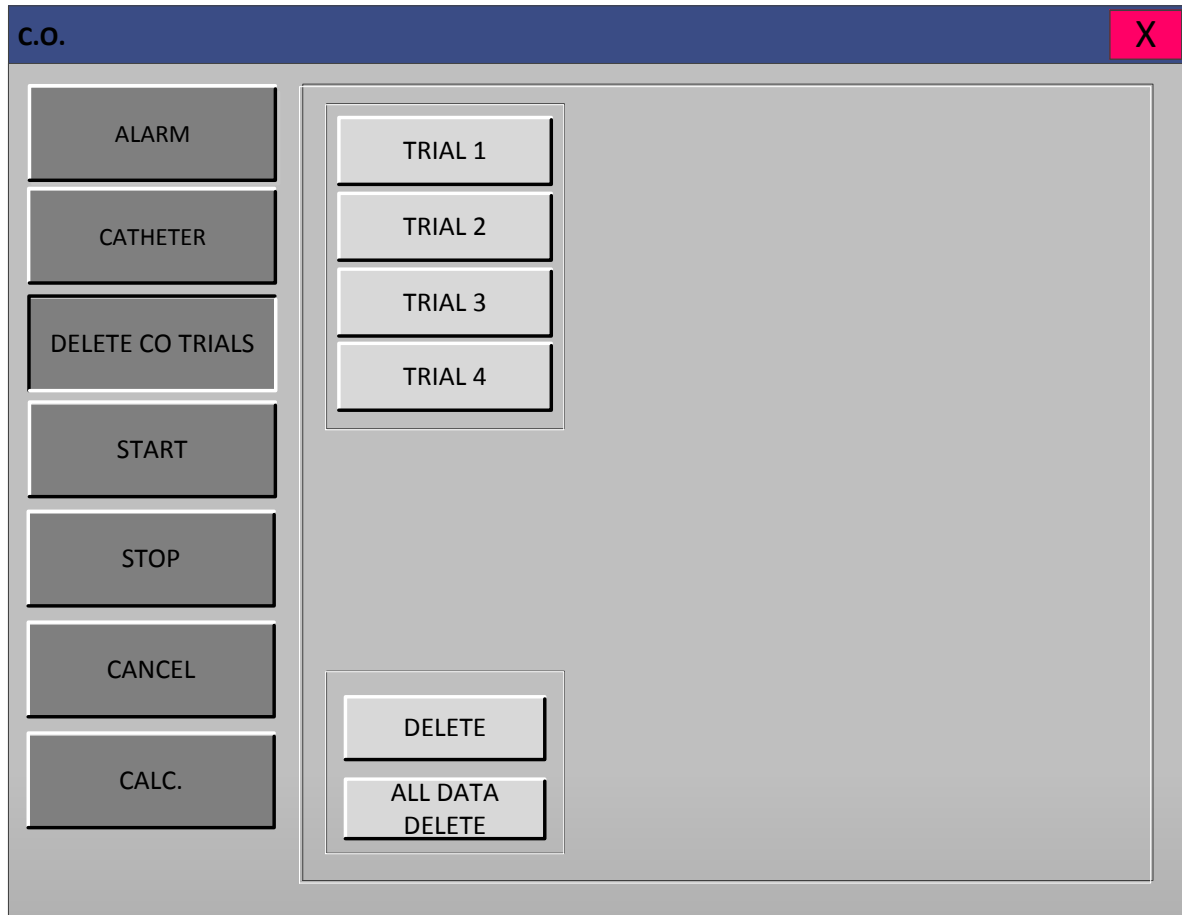 C.O.
X
ALARM
CATHETER
DELETE CO TRIALS
START
STOP
CANCEL
CALC.
TRIAL 1
TRIAL 2
TRIAL 3
TRIAL 4
DELETE
ALL DATA
DELETE